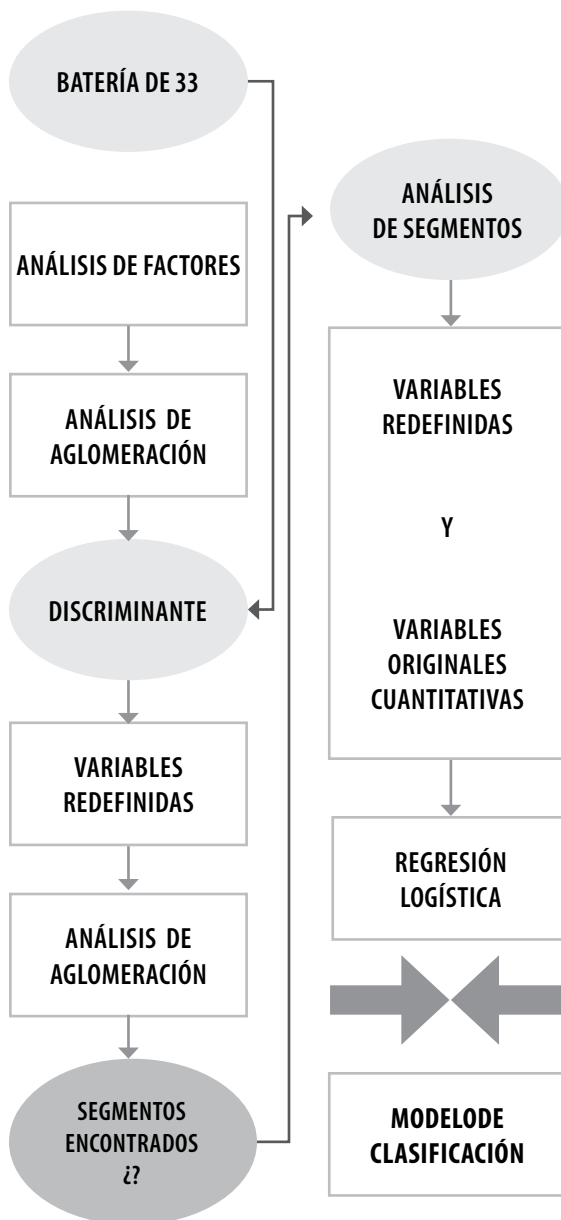 BATERÍA DE 33
ANÁLISIS DE FACTORES
ANÁLISIS DE
AGLOMERACIÓN
DISCRIMINANTE
VARIABLES
REDEFINIDAS
ANÁLISIS DE
AGLOMERACIÓN
SEGMENTOS
ENCONTRADOS
¿?
ANÁLISIS
DE SEGMENTOS
VARIABLES
REDEFINIDAS
Y
VARIABLES
ORIGINALES
CUANTITATIVAS
REGRESIÓN
LOGÍSTICA
MODELODE
CLASIFICACIÓN